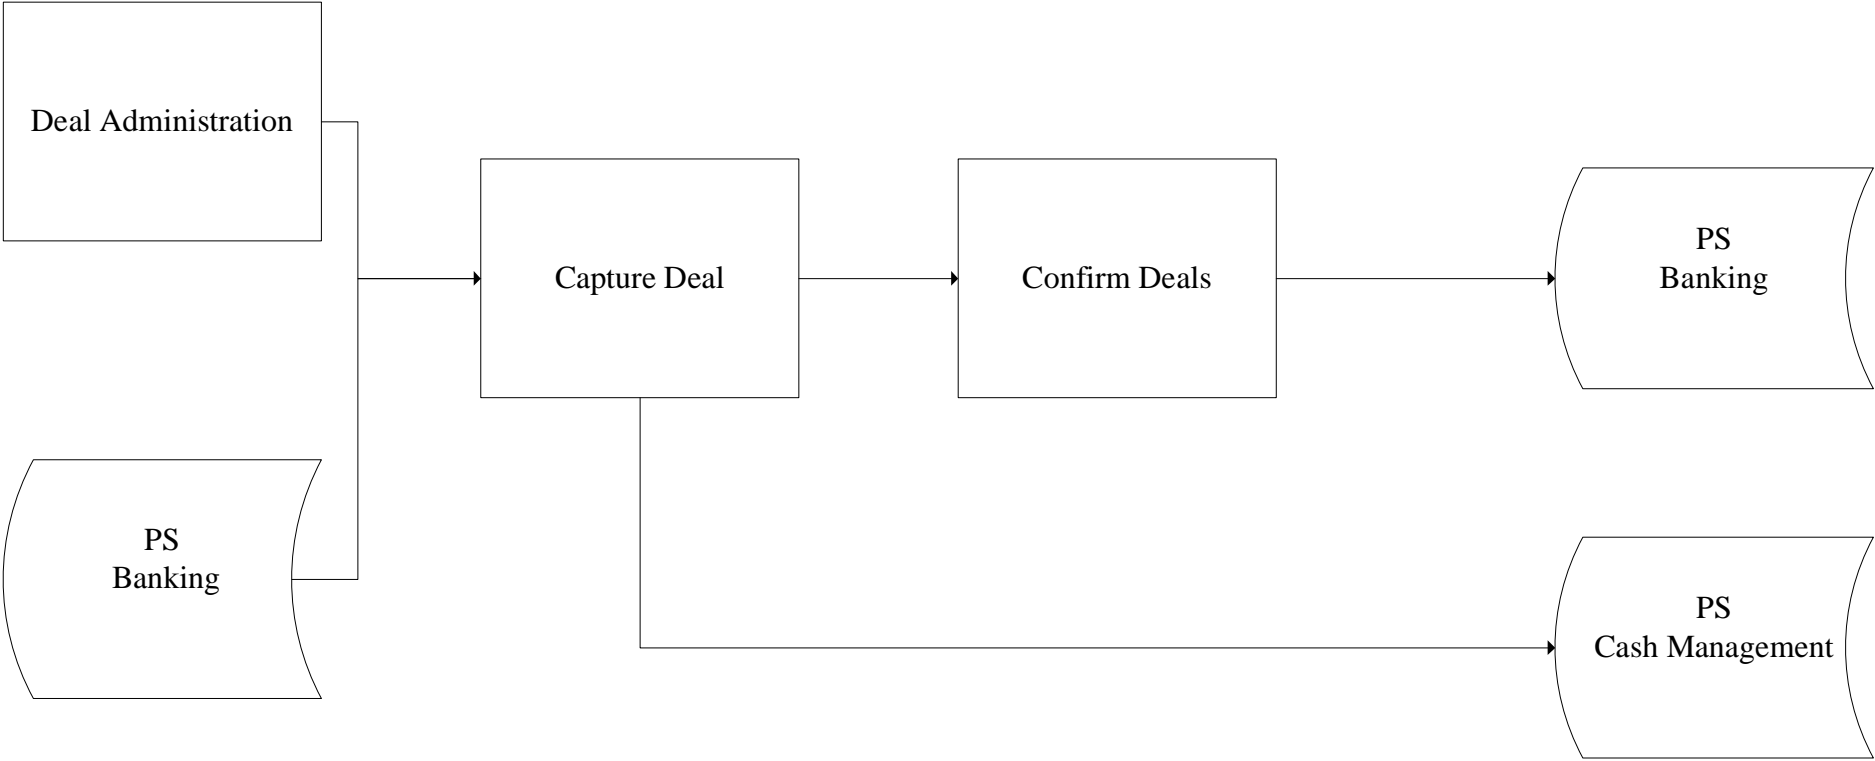 Deal Administration
Capture Deal
Confirm Deals
PS
Banking
PS
Banking
PS
Cash Management